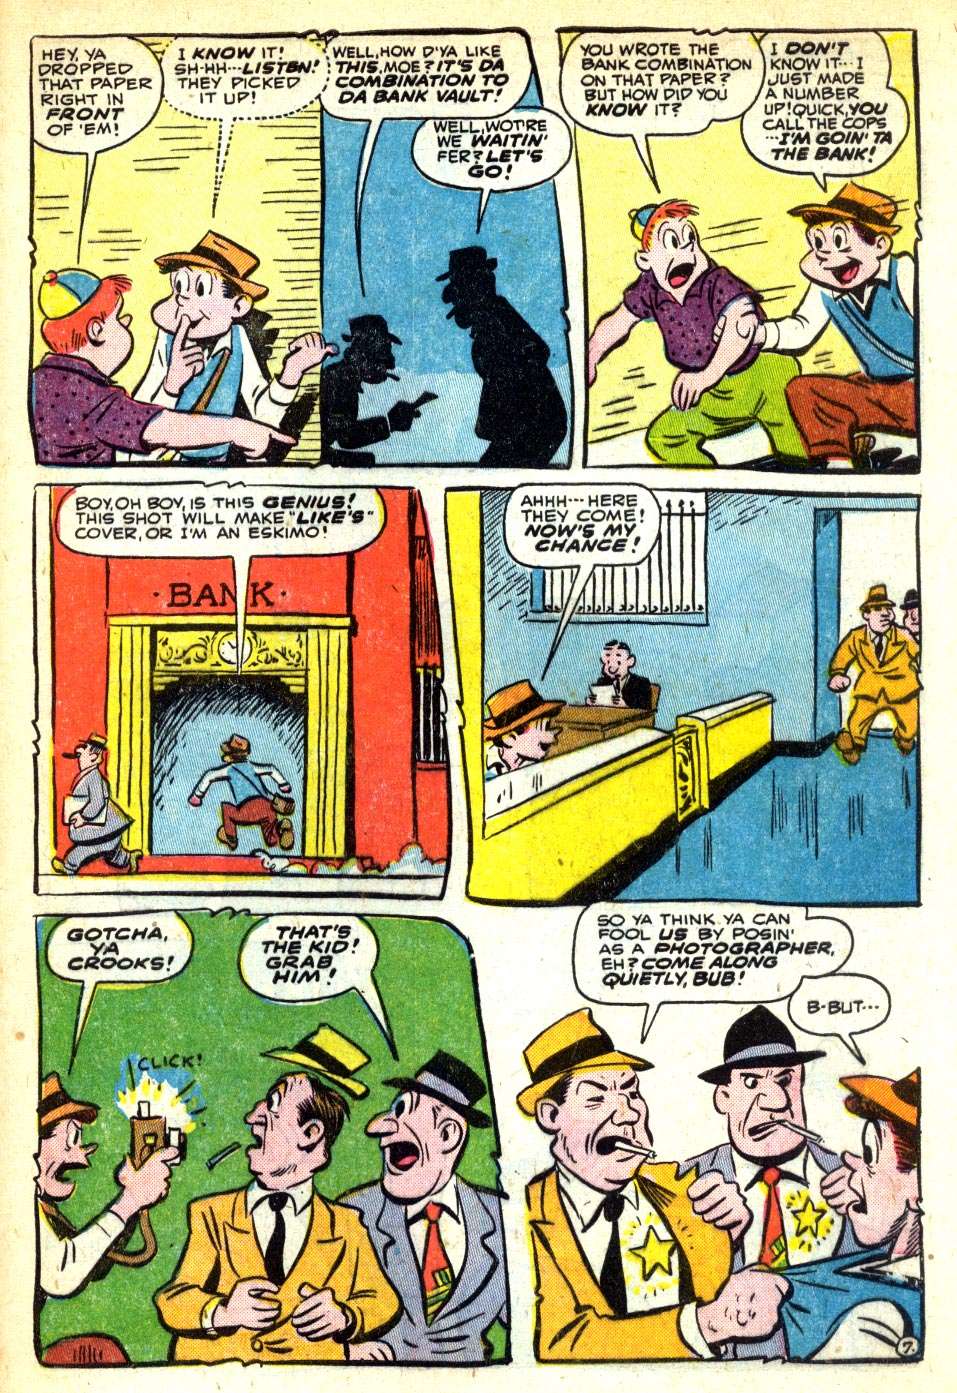 HEY, YA
DROPPED
THAT PAPER
RIGHT IN
FRONT
OF 'EM!
I KNOW IT!
SH-HH---LISTEN!
THEY PICKED
IT UP!
WELL, HOW D'YA LIKE
THIS, MOE? IT'S DA
COMBINATION TO
DA BANK VAULT!
WELL, WOT'RE
WE WAITIN'
FER? LET'S
GO!
YOU WROTE THE
BANK COMBINATION
ON THAT PAPER?
BUT HOW DID YOU
KNOW IT?
I DON'T
KNOW IT--- I
JUST MADE
A NUMBER
UP! QUICK, YOU
CALL THE COPS
---I'M GOIN' TA
THE BANK!
BOY, OH BOY, IS THIS GENIUS!
THIS SHOT WILL MAKE "LIKE'S"
COVER, OR I'M AN ESKIMO!
·BANK·
AHHH---HERE
THEY COME!
NOW'S MY
CHANCE!
GOTCHA,
YA
CROOKS!
THAT'S
THE KID!
GRAB
HIM!
CLICK!
SO YA THINK YA CAN
FOOL US BY POSIN'
AS A PHOTOGRAPHER,
EH? COME ALONG
QUIETLY, BUB!
B-BUT---
7.